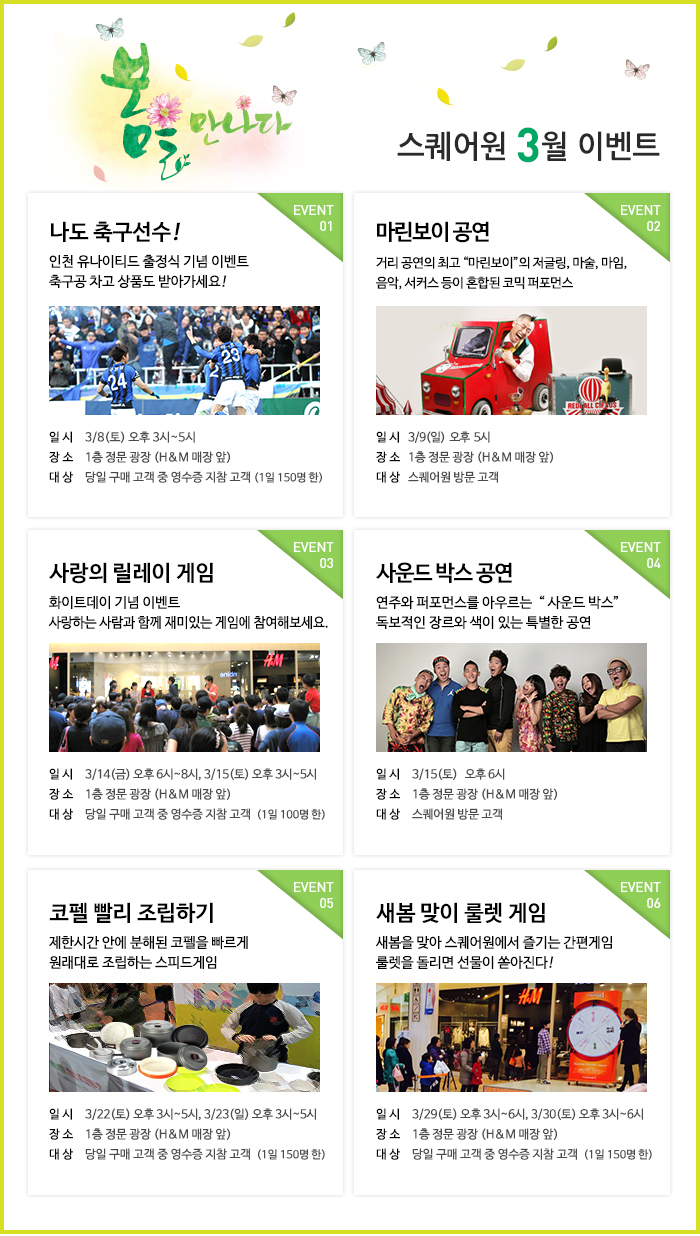 봄을 만나다
스퀘어원 3월 이벤트
EVENT
01
나도 축구선수!
인천 유나이티드 출정식 기념 이벤트
축구공 차고 상품도 받아가세요!
24
23
일 시 3/8(토) 오후 3시~5시
장 소 1층 정문 광장 (H&M 매장 앞)
대 상 당일 구매 고객 중 영수증 지참 고객 (1일 150명 한)
EVENT
02
마린보이 공연
거리 공연의 최고 “마린보이”의 저글링, 마술, 마임,
음악, 서커스 등이 혼합된 코믹 퍼포먼스
일 시 3/9(일) 오후 5시
장 소 1층 정문 광장 (H&M 매장 앞)
대 상 스퀘어원 방문 고객
EVENT
03
사랑의 릴레이 게임
화이트데이 기념 이벤트
사랑하는 사람과 함께 재미있는 게임에 참여해보세요.
H&M
일 시 3/14(금) 오후 6시~8시, 3/15(토) 오후 3시~5시
장 소 1층 정문 광장 (H&M 매장 앞)
대 상 당일 구매 고객 중 영수증 지참 고객 (1일 100명 한)
EVENT
04
사운드 박스 공연
연주와 퍼포먼스를 아우르는 “ 사운드 박스”
독보적인 장르와 색이 있는 특별한 공연
일 시 3/15(토) 오후 6시
장 소 1층 정문 광장 (H&M 매장 앞)
대 상 스퀘어원 방문 고객
EVENT
05
코펠 빨리 조립하기
제한시간 안에 분해된 코펠을 빠르게
원래대로 조립하는 스피드게임
일 시 3/22(토) 오후 3시~5시, 3/23(일) 오후 3시~5시
장 소 1층 정문 광장 (H&M 매장 앞)
대 상 당일 구매 고객 중 영수증 지참 고객 (1일 150명 한)
EVENT
06
새봄 맞이 룰렛 게임
새봄을 맞아 스퀘어원에서 즐기는 간편게임
룰렛을 돌리면 선물이 쏟아진다!
H&M
일 시 3/29(토) 오후 3시~6시, 3/30(토) 오후 3시~6시
장 소 1층 정문 광장 (H&M 매장 앞)
대 상 당일 구매 고객 중 영수증 지참 고객 (1일 150명 한)